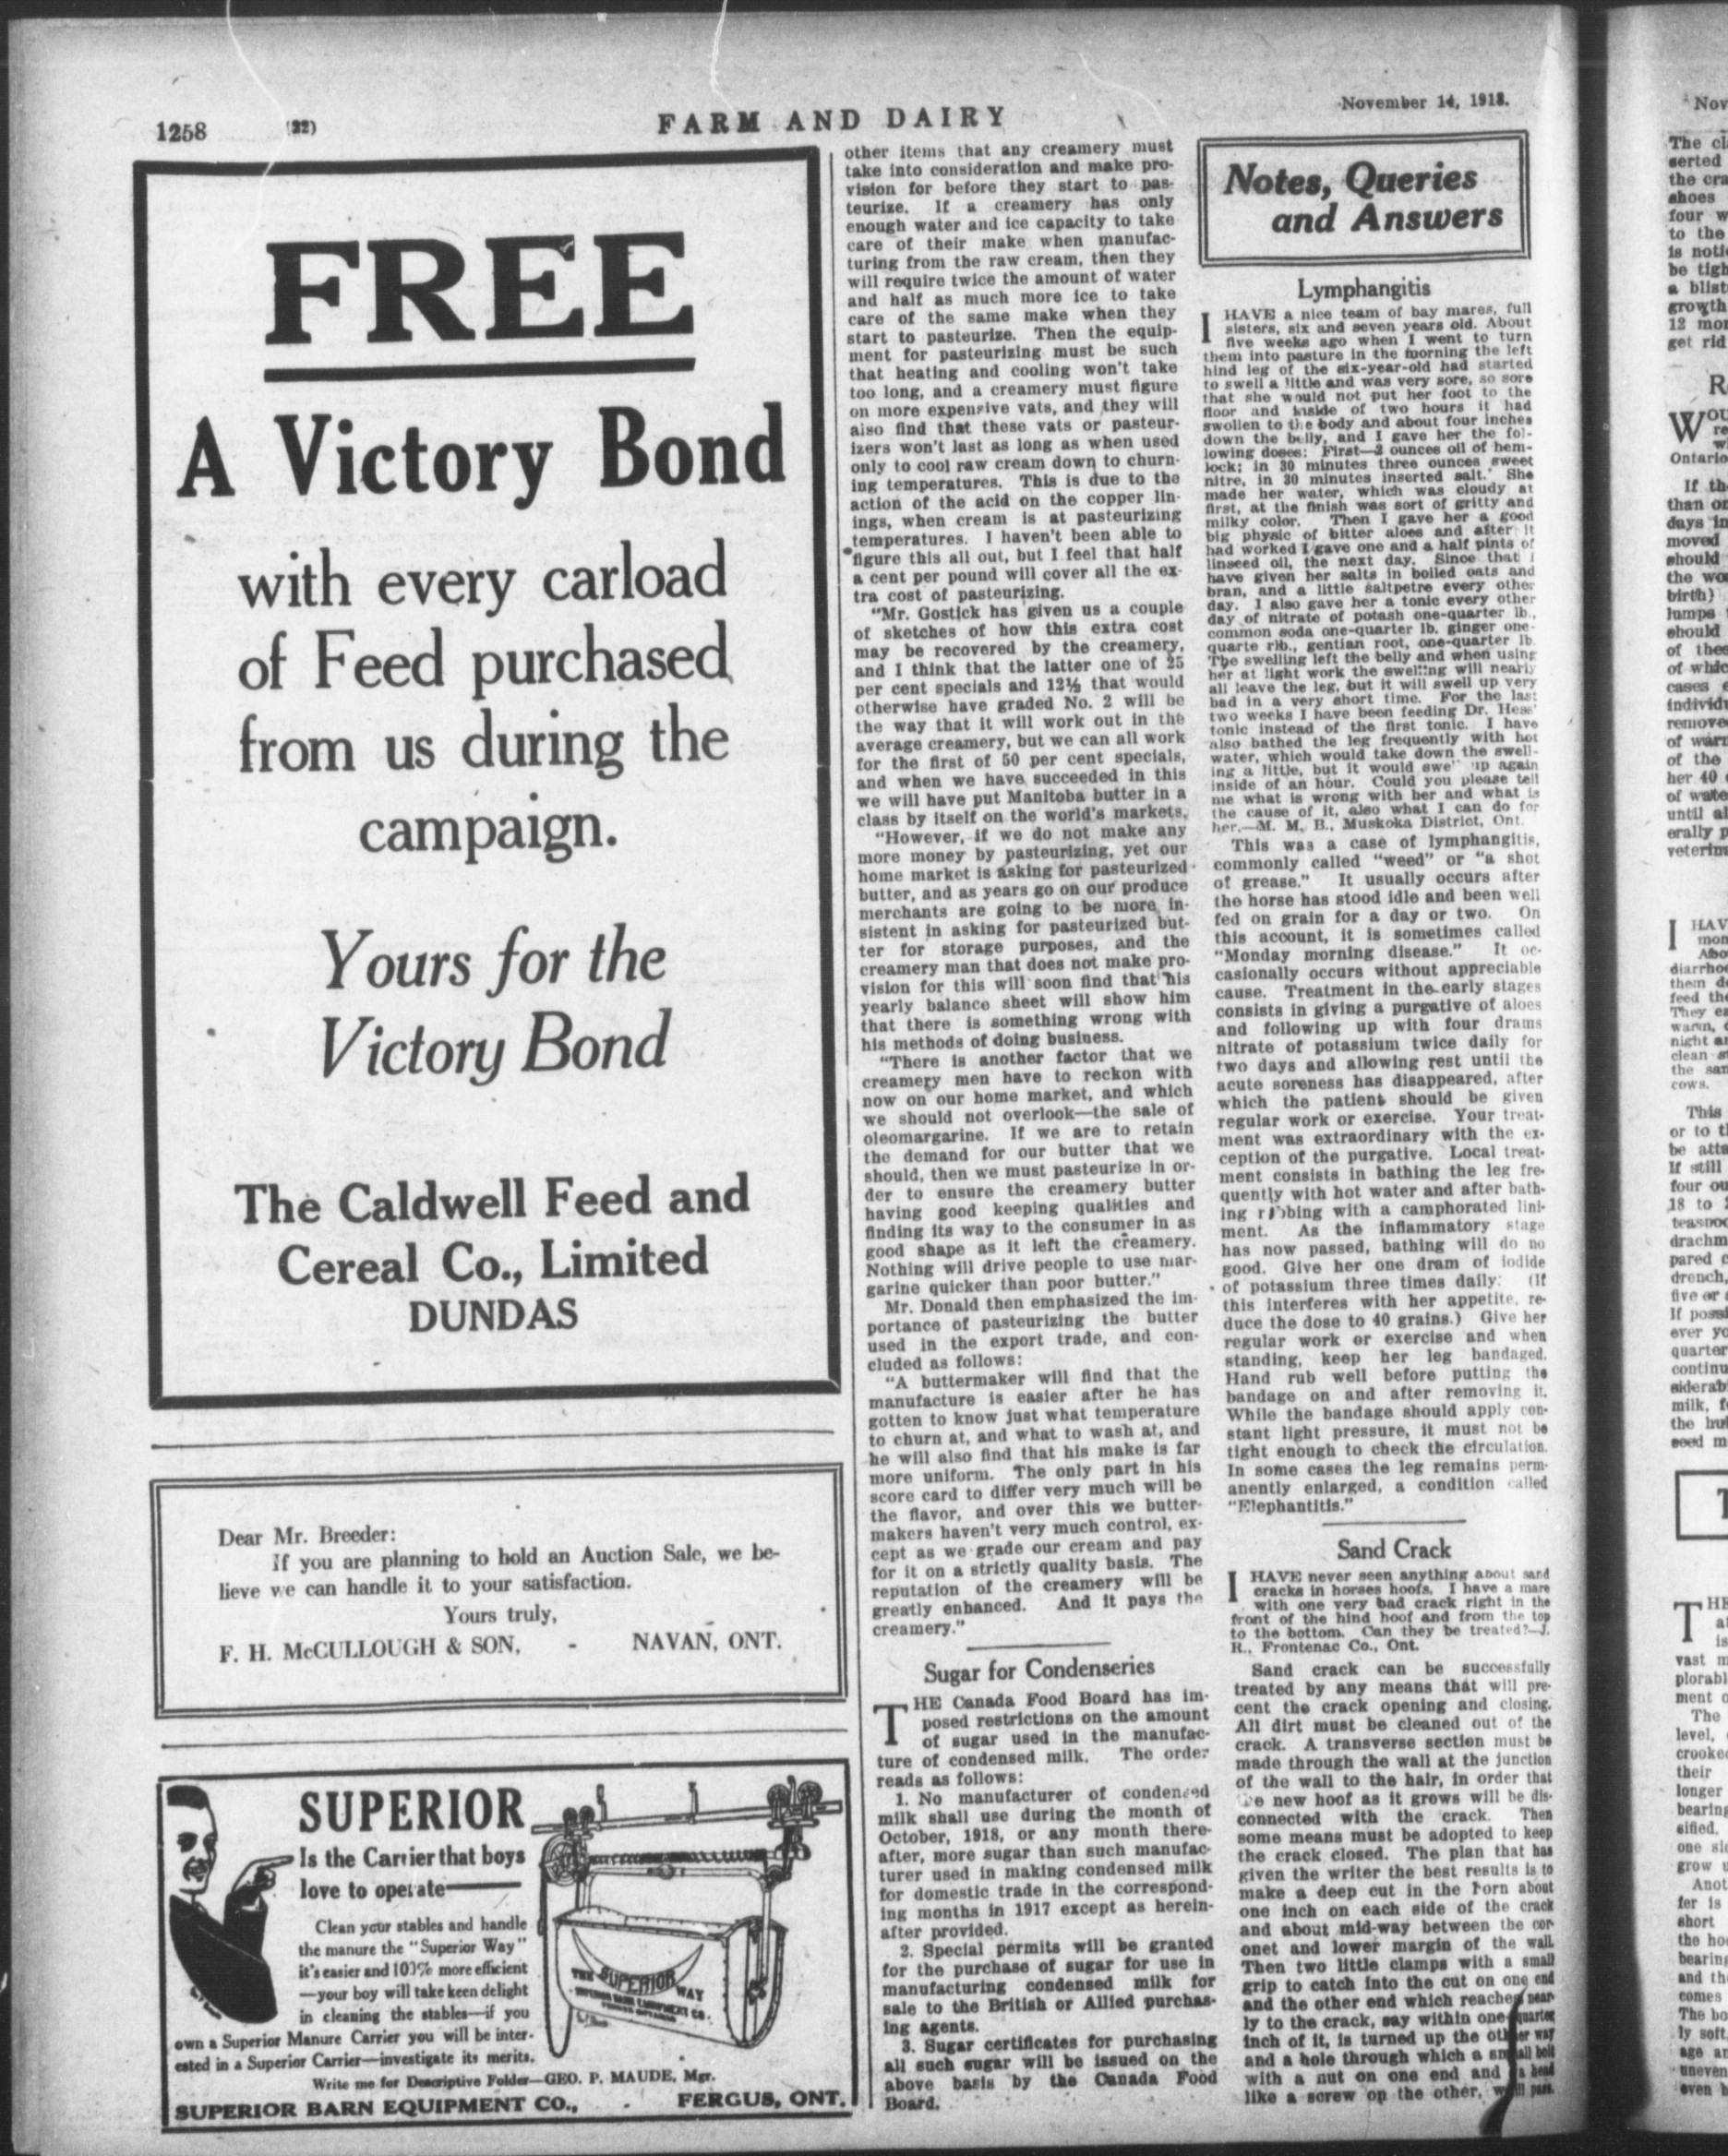 1258
(22)
FARM AND DAIRY
November 14, 1918.
FREE
A Victory Bond
with every carload
of Feed purchased
from us during the
campaign.
Yours for the
Victory Bond
The Caldwell Feed and
Cereal Co., Limited
DUNDAS
Dear Mr. Breeder:
If you are planning to hold an Auction Sale, we be-
lieve we can handle it to your satisfaction.
Yours truly,
F. H. McCULLOUGH & SON, - NAVAN, ONT.
SUPERIOR
Is the Carrier that boys
love to operate
Clean your stables and handle
the manure the "Superior Way"
it's easier and 100% more efficient
—your boy will take keen delight
in cleaning the stables—if you
own a Superior Manure Carrier you will be inter-
ested in a Superior Carrier—investigate its merits.
Write me for Descriptive Folder—GEO. P. MAUDE, Mgr.
SUPERIOR BARN EQUIPMENT CO., - FERGUS, ONT.
THE SUPERIOR WAY
SUPERIOR BARN EQUIPMENT CO.
other items that any creamery must
take into consideration and make pro-
vision for before they start to pas-
teurize. If a creamery has only
enough water and ice capacity to take
care of their make when manufac-
turing from the raw cream, then they
will require twice the amount of water
and half as much more ice to take
care of the same make when they
start to pasteurize. Then the equip-
ment for pasteurizing must be such
that heating and cooling won't take
too long, and a creamery must figure
on more expensive vats, and they will
also find that these vats or pasteur-
izers won't last as long as when used
only to cool raw cream down to churn-
ing temperatures. This is due to the
action of the acid on the copper lin-
ings, when cream is at pasteurizing
temperatures. I haven't been able to
figure this all out, but I feel that half
a cent per pound will cover all the ex-
tra cost of pasteurizing.
"Mr. Gostick has given us a couple
of sketches of how this extra cost
may be recovered by the creamery,
and I think that the latter one of 25
per cent specials and 12½ that would
otherwise have graded No. 2 will be
the way that it will work out in the
average creamery, but we can all work
for the first of 50 per cent specials,
and when we have succeeded in this
we will have put Manitoba butter in a
class by itself on the world's markets.
"However, if we do not make any
more money by pasteurizing, yet our
home market is asking for pasteurized
butter, and as years go on our produce
merchants are going to be more in-
sistent in asking for pasteurized but-
ter for storage purposes, and the
creamery man that does not make pro-
vision for this will soon find that his
yearly balance sheet will show him
that there is something wrong with
his methods of doing business.
"There is another factor that we
creamery men have to reckon with
now on our home market, and which
we should not overlook—the sale of
oleomargarine. If we are to retain
the demand for our butter that we
should, then we must pasteurize in or-
der to ensure the creamery butter
having good keeping qualities and
finding its way to the consumer in as
good shape as it left the creamery.
Nothing will drive people to use mar-
garine quicker than poor butter."
Mr. Donald then emphasized the im-
portance of pasteurizing the butter
used in the export trade, and con-
cluded as follows:
"A buttermaker will find that the
manufacture is easier after he has
gotten to know just what temperature
to churn at, and what to wash at, and
he will also find that his make is far
more uniform. The only part in his
score card to differ very much will be
the flavor, and over this we butter-
makers haven't very much control, ex-
cept as we grade our cream and pay
for it on a strictly quality basis. The
reputation of the creamery will be
greatly enhanced. And it pays the
creamery."
Sugar for Condenseries
THE Canada Food Board has im-
posed restrictions on the amount
of sugar used in the manufac-
ture of condensed milk. The order
reads as follows:
1. No manufacturer of condensed
milk shall use during the month of
October, 1918, or any month there-
after, more sugar than such manufac-
turer used in making condensed milk
for domestic trade in the correspond-
ing months in 1917 except as herein-
after provided.
2. Special permits will be granted
for the purchase of sugar for use in
manufacturing condensed milk for
sale to the British or Allied purchas-
ing agents.
3. Sugar certificates for purchasing
all such sugar will be issued on the
above basis by the Canada Food
Board.
Notes, Queries
and Answers
Lymphangitis
I HAVE a nice team of bay mares, full
sisters, six and seven years old. About
five weeks ago when I went to turn
them into pasture in the morning the left
hind leg of the six-year-old had started
to swell a little and was very sore, so sore
that she would not put her foot to the
floor and inside of two hours it had
swollen to the body and about four inches
down the belly, and I gave her the fol-
lowing doses: First—2 ounces oil of hem-
lock; in 30 minutes three ounces sweet
nitre, in 30 minutes inserted salt. She
made her water, which was cloudy at
first, at the finish was sort of gritty and
milky color. Then I gave her a good
big physic of bitter aloes and after it
had worked I gave one and a half pints of
linseed oil, the next day. Since that I
have given her salts in boiled oats and
bran, and a little saltpetre every other
day. I also gave her a tonic every other
day of nitrate of potash one-quarter lb.,
common soda one-quarter lb. ginger one-
quarte rlb., gentian root, one-quarter lb.
The swelling left the belly and when using
her at light work the swelling will nearly
all leave the leg, but it will swell up very
bad in a very short time. For the last
two weeks I have been feeding Dr. Hess'
tonic instead of the first tonic. I have
also bathed the leg frequently with hot
water, which would take down the swell-
ing a little, but it would swe" up again
inside of an hour. Could you please tell
me what is wrong with her and what is
the cause of it, also what I can do for
her.—M. M. B., Muskoka District, Ont.
This was a case of lymphangitis,
commonly called "weed" or "a shot
of grease." It usually occurs after
the horse has stood idle and been well
fed on grain for a day or two. On
this account, it is sometimes called
"Monday morning disease." It oc-
casionally occurs without appreciable
cause. Treatment in the early stages
consists in giving a purgative of aloes
and following up with four drams
nitrate of potassium twice daily for
two days and allowing rest until the
acute soreness has disappeared, after
which the patient should be given
regular work or exercise. Your treat-
ment was extraordinary with the ex-
ception of the purgative. Local treat-
ment consists in bathing the leg fre-
quently with hot water and after bath-
ing rubbing with a camphorated lini-
ment. As the inflammatory stage
has now passed, bathing will do no
good. Give her one dram of iodide
of potassium three times daily: (If
this interferes with her appetite, re-
duce the dose to 40 grains.) Give her
regular work or exercise and when
standing, keep her leg bandaged.
Hand rub well before putting the
bandage on and after removing it.
While the bandage should apply con-
stant light pressure, it must not be
tight enough to check the circulation.
In some cases the leg remains perm-
anently enlarged, a condition called
"Elephantitis."
Sand Crack
I HAVE never seen anything about sand
cracks in horses hoofs. I have a mare
with one very bad crack right in the
front of the hind hoof and from the top
to the bottom. Can they be treated?—J.
R., Frontenac Co., Ont.
Sand crack can be successfully
treated by any means that will pre-
cent the crack opening and closing.
All dirt must be cleaned out of the
crack. A transverse section must be
made through the wall at the junction
of the wall to the hair, in order that
the new hoof as it grows will be dis-
connected with the crack. Then
some means must be adopted to keep
the crack closed. The plan that has
given the writer the best results is to
make a deep cut in the horn about
one inch on each side of the crack
and about mid-way between the cor-
onet and lower margin of the wall.
Then two little clamps with a small
grip to catch into the cut on one end
and the other end which reaches near-
ly to the crack, say within one-quarter
inch of it, is turned up the other way
and a hole through which a small bolt
with a nut on one end and a head
like a screw on the other, will pass.